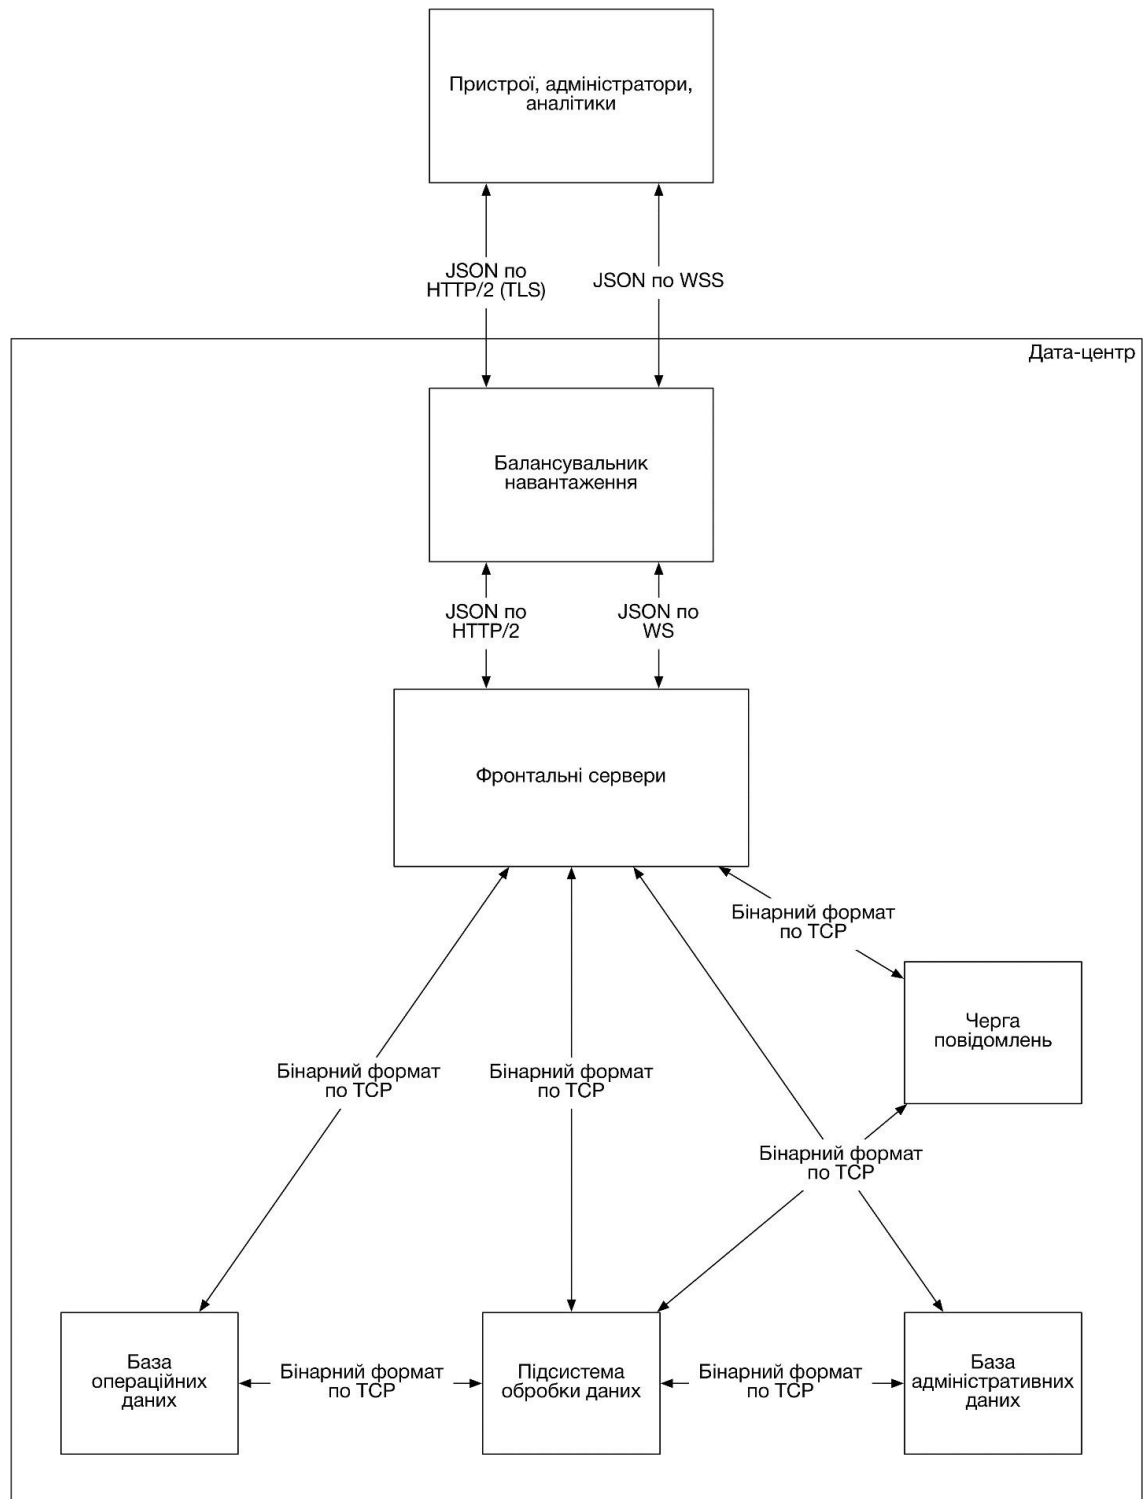 Пристрої, адміністратори,
аналітики
JSON по
HTTP/2 (TLS)
JSON по WSS
Дата-центр
Балансувальник
навантаження
JSON по
HTTP/2
JSON по
WS
Фронтальні сервери
Бінарний формат
по TCP
Черга
повідомлень
Бінарний формат
по TCP
Бінарний формат
по TCP
Бінарний формат
по TCP
База
операційних
даних
Бінарний формат
по TCP
Підсистема
обробки даних
Бінарний формат
по TCP
База
адміністративних
даних